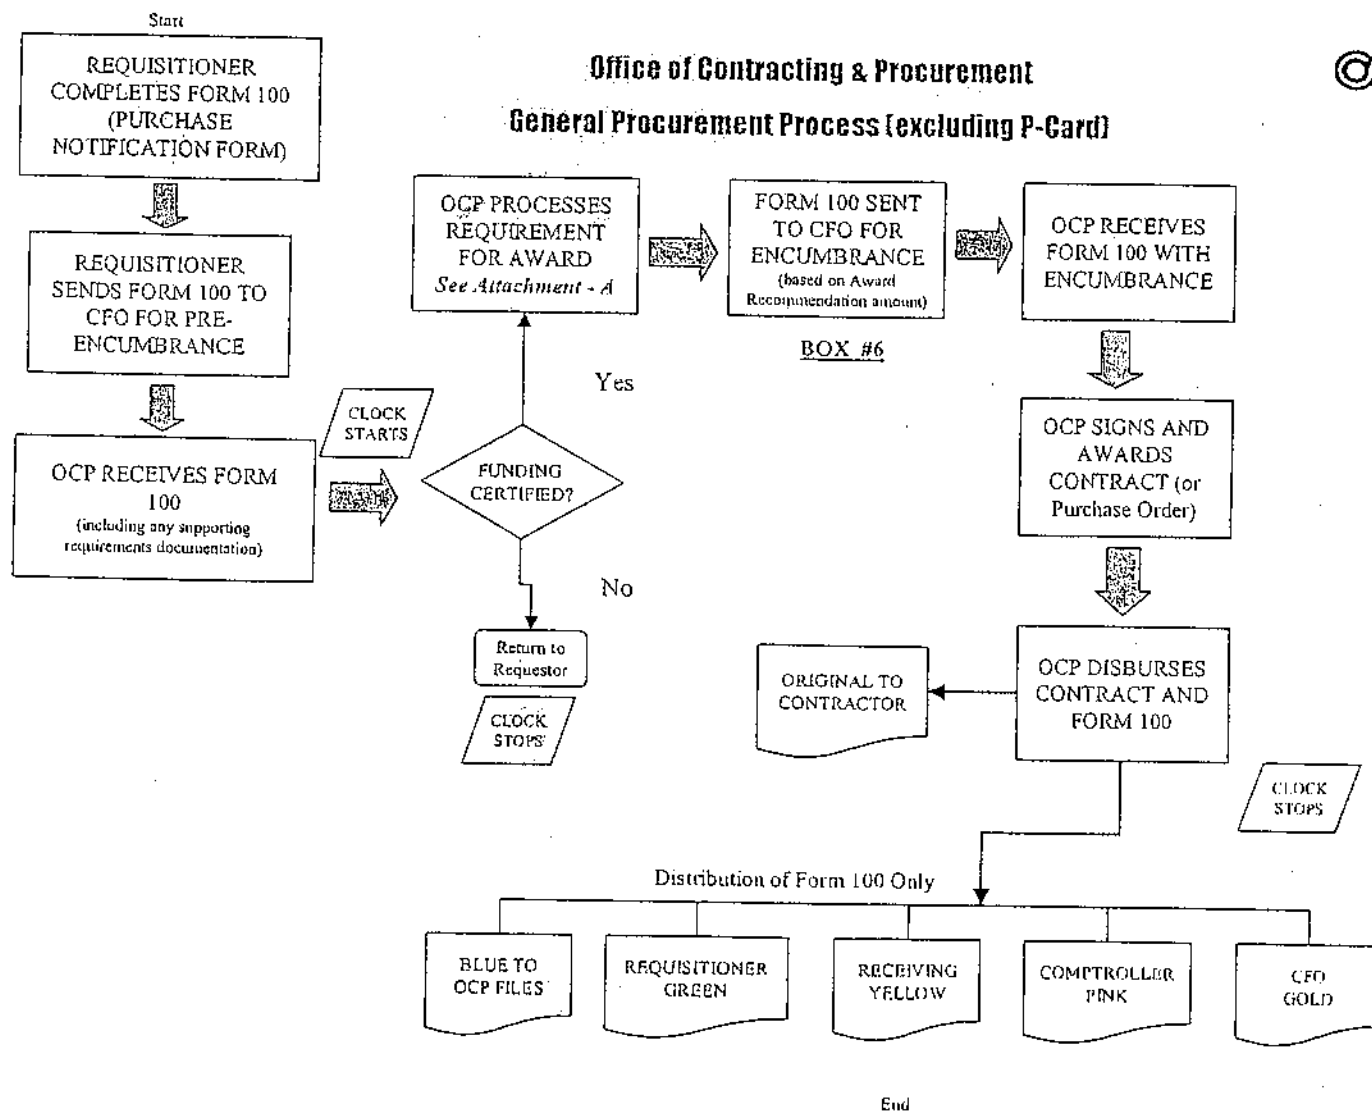 Start
REQUISITIONER
COMPLETES FORM 100
(PURCHASE
NOTIFICATION FORM)
Office of Contracting & Procurement
General Procurement Process (excluding P-Card)
@
REQUISITIONER
SENDS FORM 100 TO
CFO FOR PRE-
ENCUMBRANCE
OCP RECEIVES FORM
100
(including any supporting
requirements documentation)
CLOCK
STARTS
FUNDING
CERTIFIED?
Yes
OCP PROCESSES
REQUIREMENT
FOR AWARD
See Attachment - A
FORM 100 SENT
TO CFO FOR
ENCUMBRANCE
(based on Award
Recommendation amount)
BOX #6
OCP RECEIVES
FORM 100 WITH
ENCUMBRANCE
OCP SIGNS AND
AWARDS
CONTRACT (or
Purchase Order)
No
Return to
Requestor
CLOCK
STOPS
OCP DISBURSES
CONTRACT AND
FORM 100
ORIGINAL TO
CONTRACTOR
CLOCK
STOPS
Distribution of Form 100 Only
BLUE TO
OCP FILES
REQUISITIONER
GREEN
RECEIVING
YELLOW
COMPTROLLER
PINK
CFO
GOLD
End